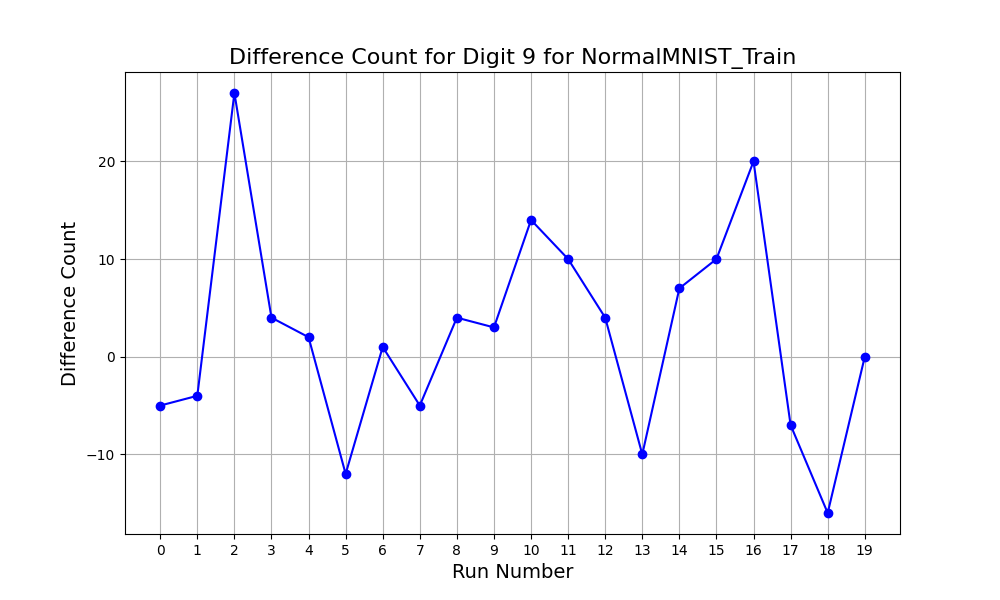 Difference Count for Digit 9 for NormalMNIST_Train
Difference Count
20
10
0
−10
0 1 2 3 4 5 6 7 8 9 10 11 12 13 14 15 16 17 18 19
Run Number